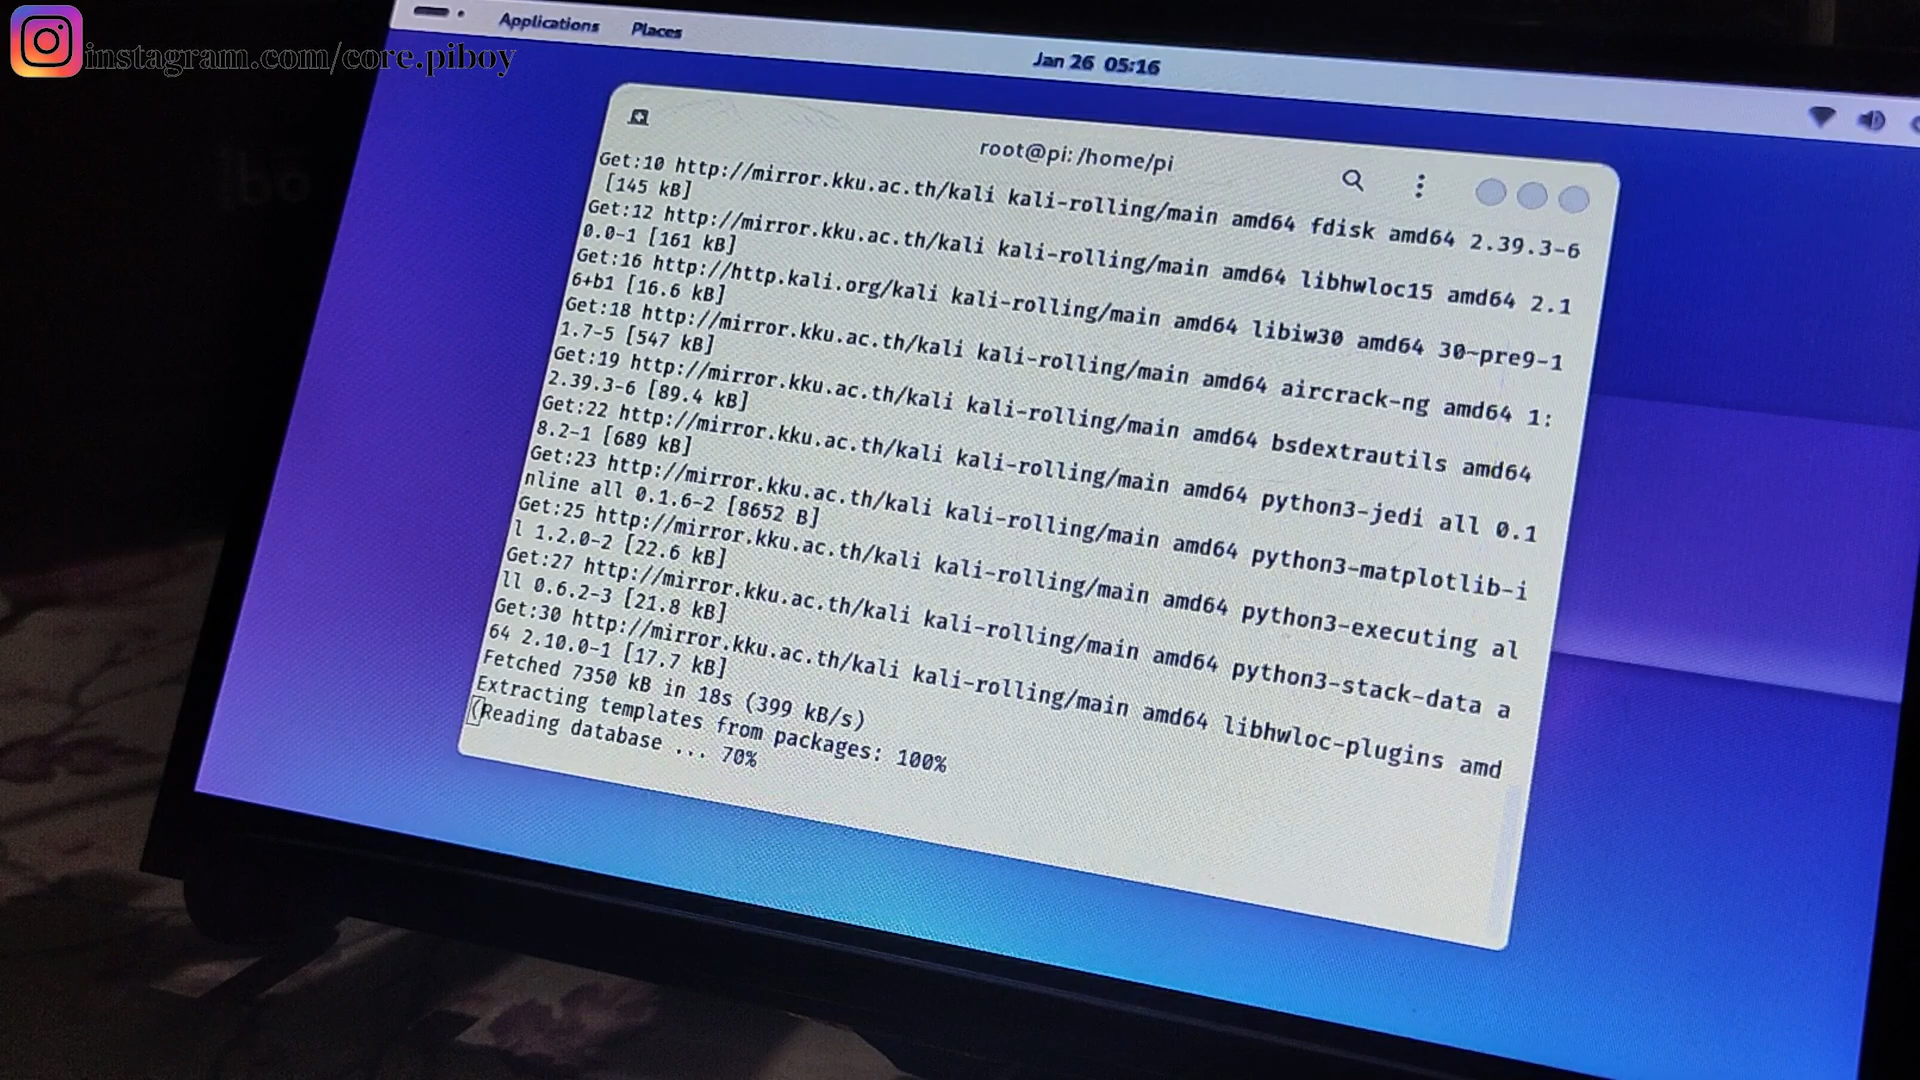 instagram.com/core.piboy
Applications Places
Jan 26 05:16
root@pi: /home/pi
Get:10 http://mirror.kku.ac.th/kali kali-rolling/main amd64 fdisk amd64 2.39.3-6
[145 kB]
Get:12 http://mirror.kku.ac.th/kali kali-rolling/main amd64 libhwloc15 amd64 2.1
0.0-1 [161 kB]
Get:16 http://http.kali.org/kali kali-rolling/main amd64 libiw30 amd64 30~pre9-1
6+b1 [16.6 kB]
Get:18 http://mirror.kku.ac.th/kali kali-rolling/main amd64 aircrack-ng amd64 1:
1.7-5 [547 kB]
Get:19 http://mirror.kku.ac.th/kali kali-rolling/main amd64 bsdextrautils amd64
2.39.3-6 [89.4 kB]
Get:22 http://mirror.kku.ac.th/kali kali-rolling/main amd64 python3-jedi all 0.1
8.2-1 [689 kB]
Get:23 http://mirror.kku.ac.th/kali kali-rolling/main amd64 python3-matplotlib-i
nline all 0.1.6-2 [8652 B]
Get:25 http://mirror.kku.ac.th/kali kali-rolling/main amd64 python3-executing al
l 1.2.0-2 [22.6 kB]
Get:27 http://mirror.kku.ac.th/kali kali-rolling/main amd64 python3-stack-data a
ll 0.6.2-3 [21.8 kB]
Get:30 http://mirror.kku.ac.th/kali kali-rolling/main amd64 libhwloc-plugins amd
64 2.10.0-1 [17.7 kB]
Fetched 7350 kB in 18s (399 kB/s)
Extracting templates from packages: 100%
(Reading database ... 70%